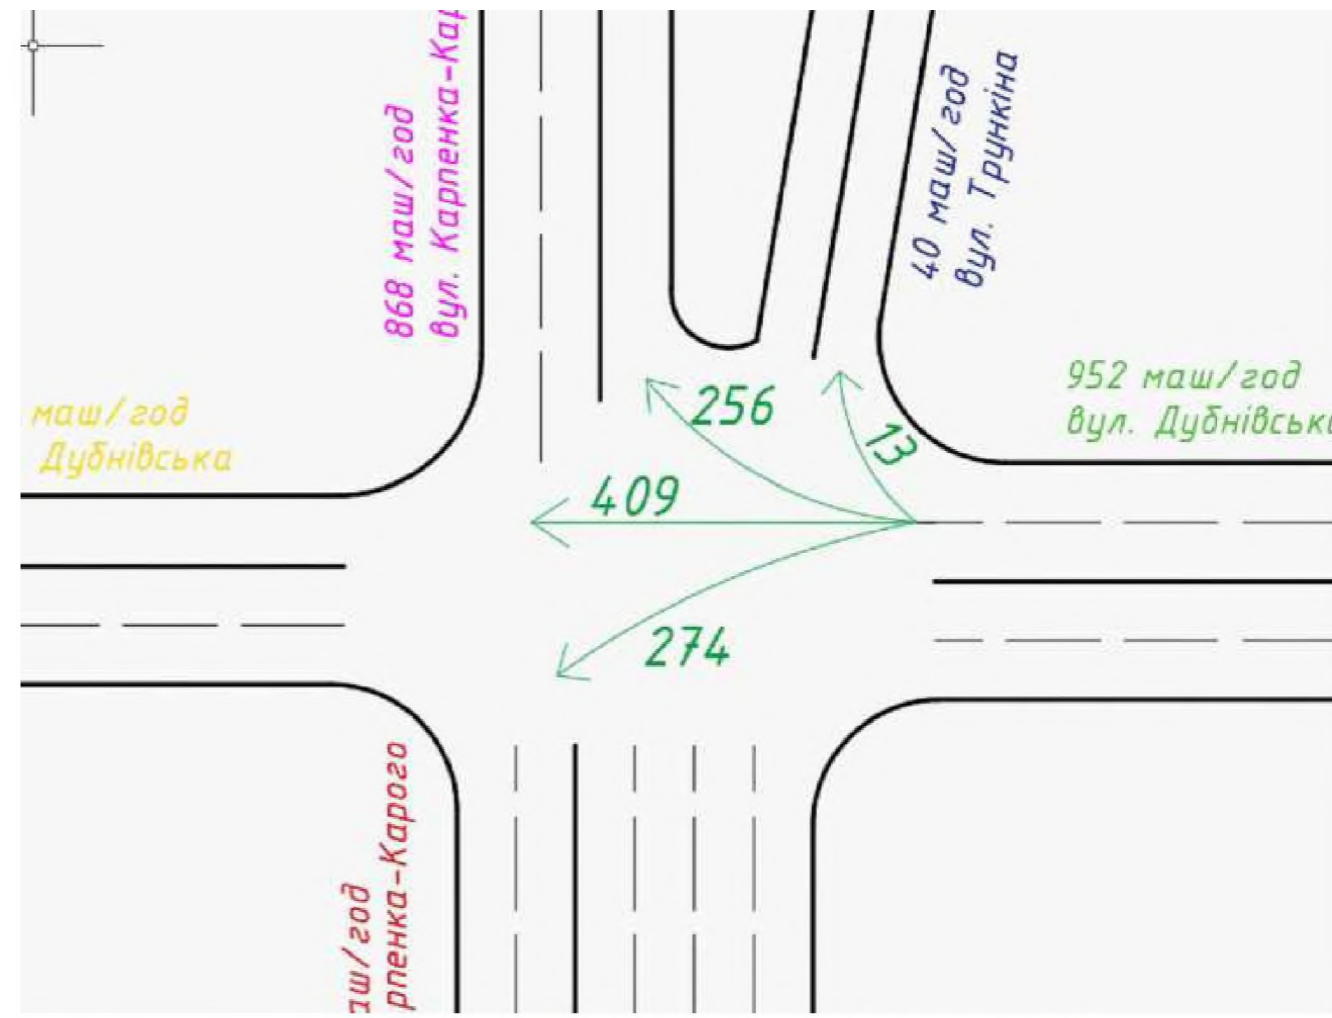 868 маш/год
вул. Карпенка-Кар
40 маш/год
вул. Трункіна
952 маш/год
вул. Дубнівськ
маш/год
Дубнівська
256
13
409
274
аш/год
рпенка-Карого